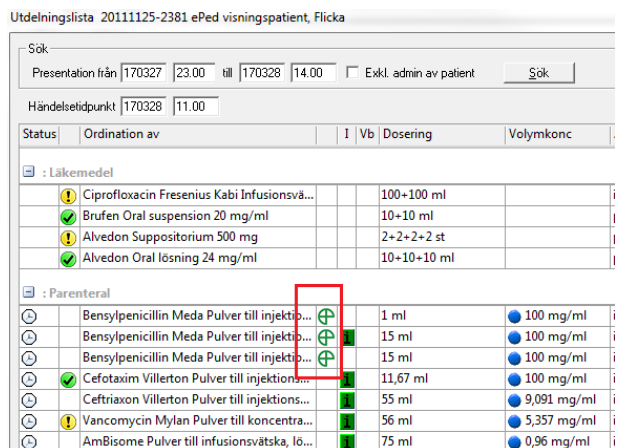 Utdelningslista 20111125-2381 ePed visningspatient, Flicka
Sök
Presentation från 170327 23.00 till 170328 14.00 Exkl. admin av patient Sök
Händelsetidpunkt 170328 11.00
Status Ordination av I Vb Dosering Volymkonc
: Läkemedel
Ciprofloxacin Fresenius Kabi Infusionsvä... 100+100 ml
Brufen Oral suspension 20 mg/ml 10+10 ml
Alvedon Suppositorium 500 mg 2+2+2+2 st
Alvedon Oral lösning 24 mg/ml 10+10+10 ml
: Parenteral
Bensylpenicillin Meda Pulver till injektio... 1 ml 100 mg/ml
Bensylpenicillin Meda Pulver till injektio... i 15 ml 100 mg/ml
Bensylpenicillin Meda Pulver till injektio... 15 ml 100 mg/ml
Cefotaxim Villerton Pulver till injektions... i 11,67 ml 100 mg/ml
Ceftriaxon Villerton Pulver till injektions... i 55 ml 9,091 mg/ml
Vancomycin Mylan Pulver till koncentra... i 56 ml 5,357 mg/ml
AmBisome Pulver till infusionsvätska, lö... i 75 ml 0,96 mg/ml